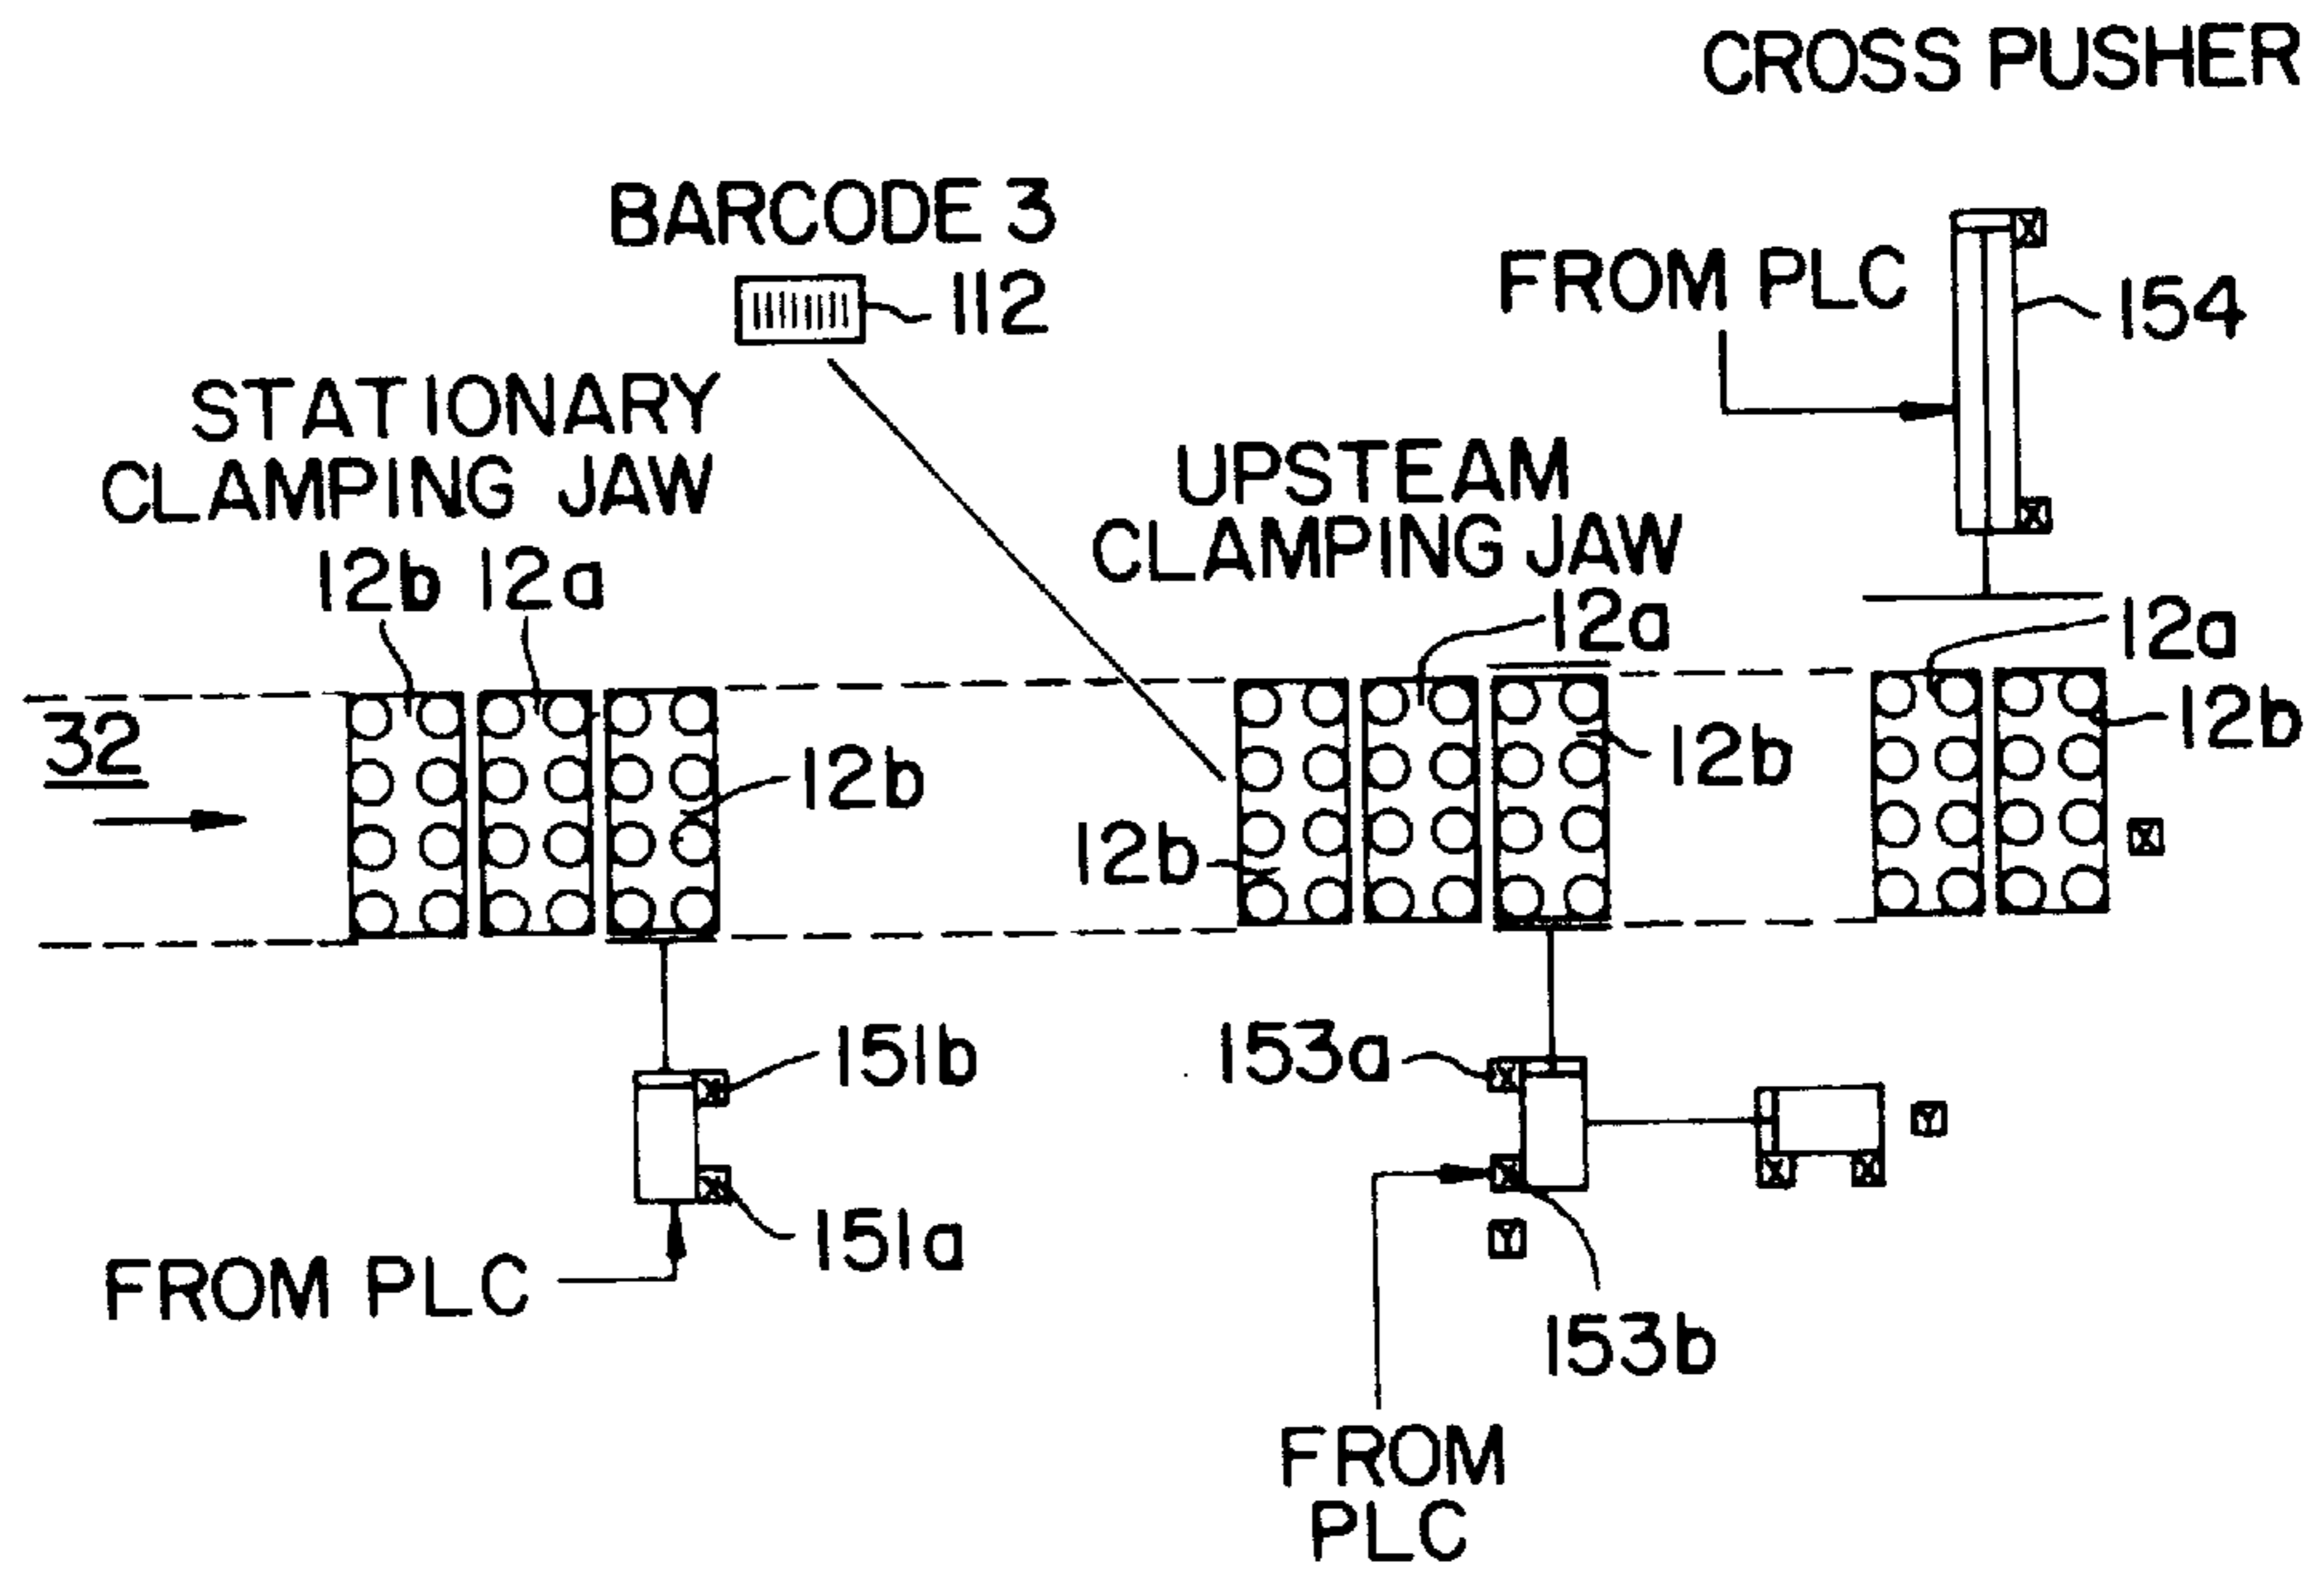 CROSS PUSHER
BARCODE 3
112
FROM PLC
154
STATIONARY
CLAMPING JAW
UPSTEAM
CLAMPING JAW
12b 12a
12a
12a
32
12b
12b
12b
12b
151b
153a
151a
FROM PLC
153b
FROM
PLC